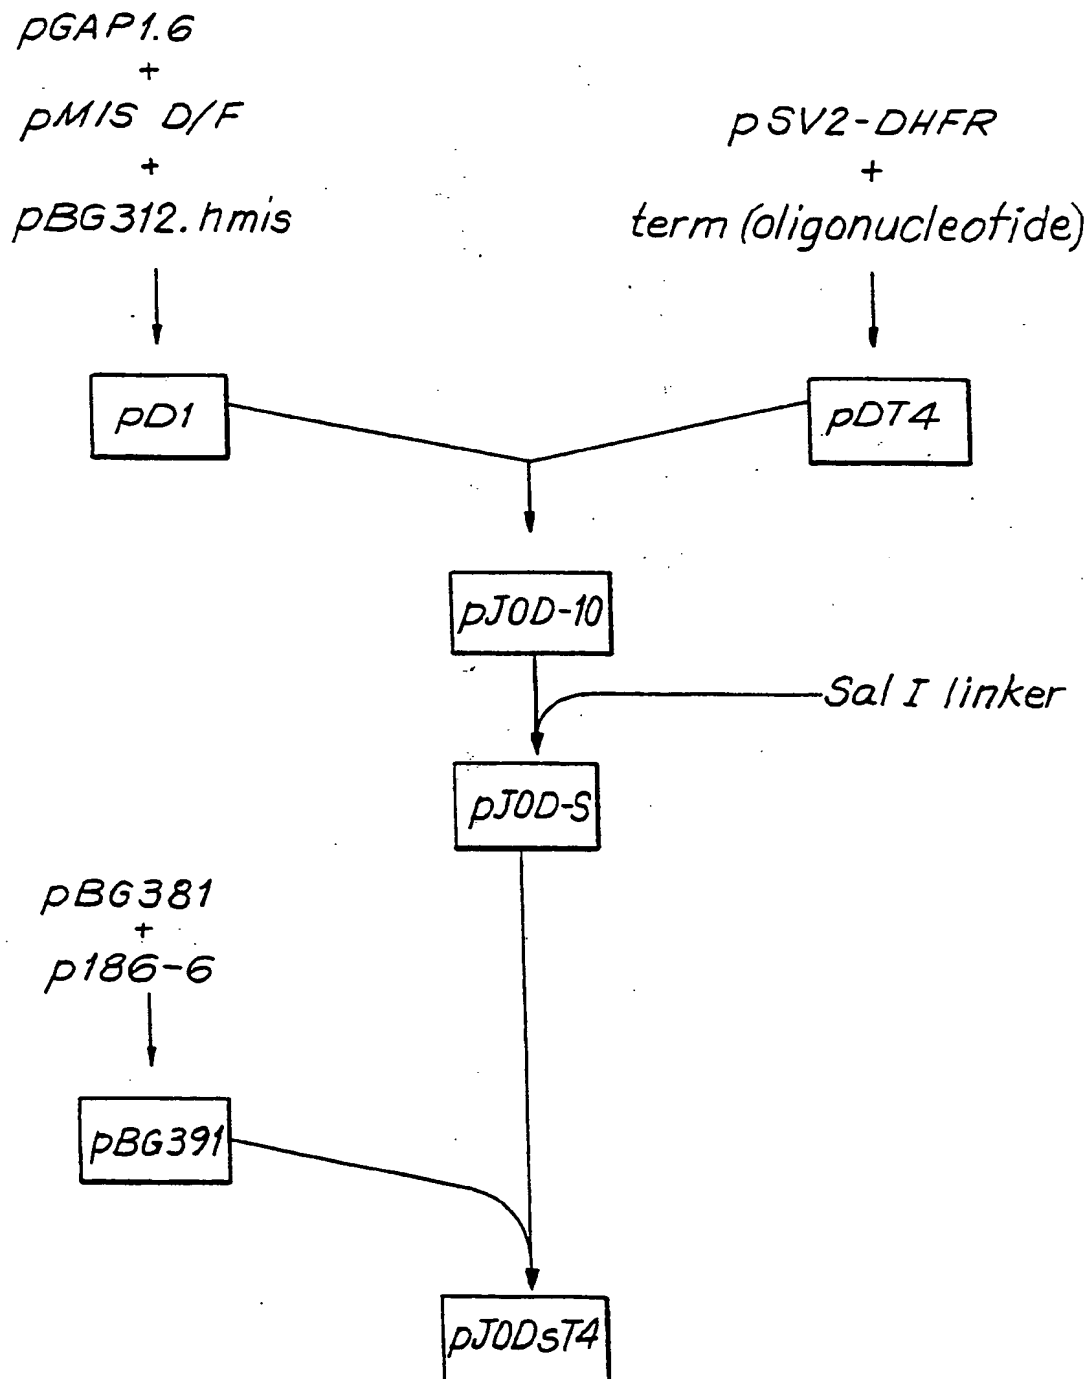 pGAP1.6
+
pMIS D/F
+
pBG312.hmis
pSV2-DHFR
+
term (oligonucleotide)
pD1
pDT4
pJOD-10
Sal I linker
pJOD-S
pBG381
+
p186-6
pBG391
pJODsT4